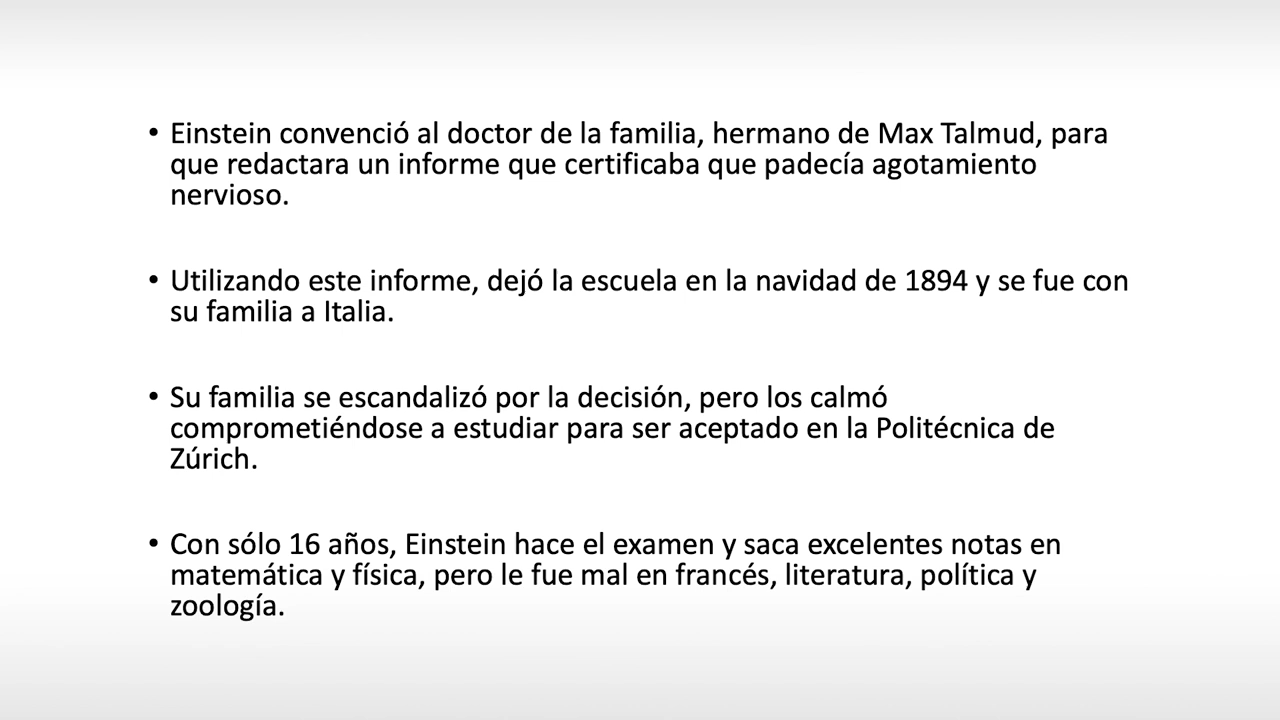 • Einstein convenció al doctor de la familia, hermano de Max Talmud, para
que redactara un informe que certificaba que padecía agotamiento
nervioso.
• Utilizando este informe, dejó la escuela en la navidad de 1894 y se fue con
su familia a Italia.
• Su familia se escandalizó por la decisión, pero los calmó
comprometiéndose a estudiar para ser aceptado en la Politécnica de
Zúrich.
• Con sólo 16 años, Einstein hace el examen y saca excelentes notas en
matemática y física, pero le fue mal en francés, literatura, política y
zoología.